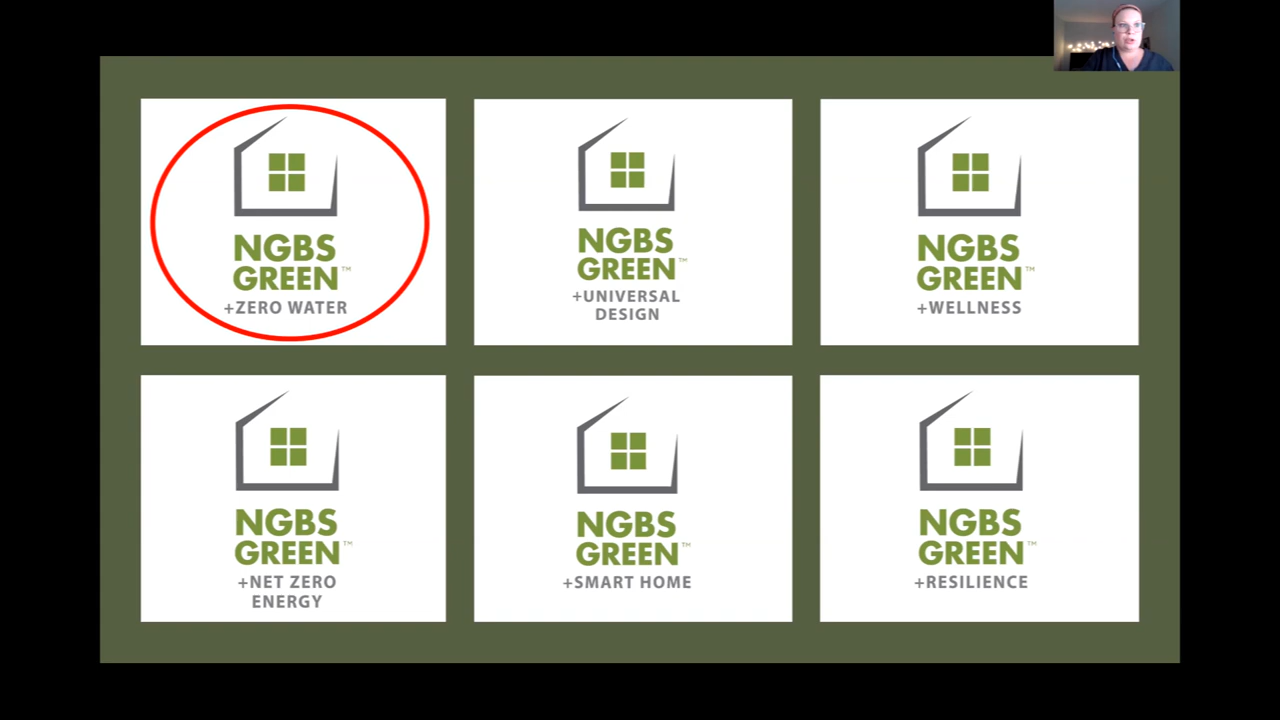 NGBS
GREEN™
+ZERO WATER
NGBS
GREEN™
+UNIVERSAL
DESIGN
NGBS
GREEN™
+WELLNESS
NGBS
GREEN™
+NET ZERO
ENERGY
NGBS
GREEN™
+SMART HOME
NGBS
GREEN™
+RESILIENCE